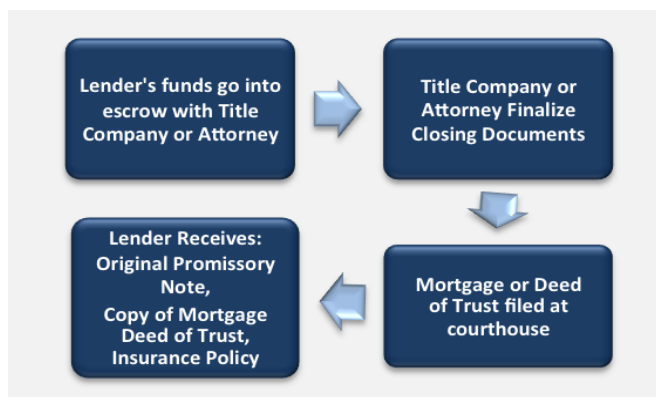 Lender's funds go into
escrow with Title
Company or Attorney
Title Company or
Attorney Finalize
Closing Documents
Mortgage or Deed
of Trust filed at
courthouse
Lender Receives:
Original Promissory
Note,
Copy of Mortgage
Deed of Trust,
Insurance Policy